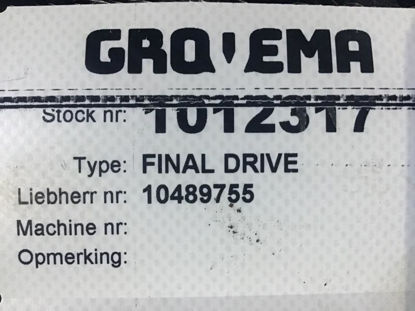 GROVEMA
Stock nr: 1012317
Type: FINAL DRIVE
Liebherr nr: 10489755
Machine nr:
Opmerking: